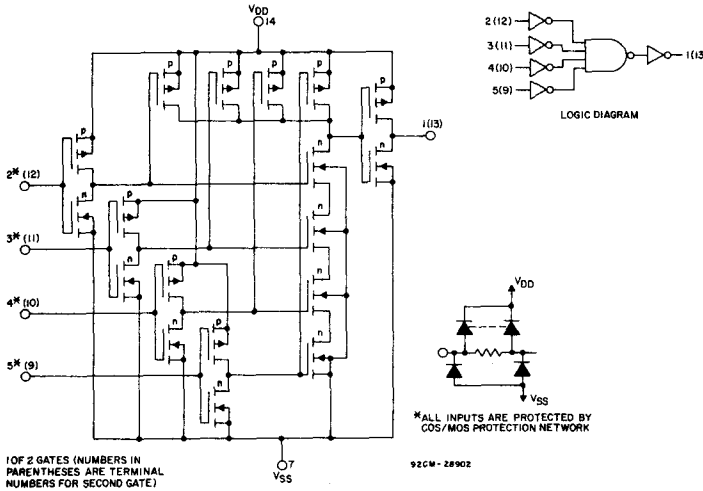 VDD
14
p
p
p
p
p
p
1(13)
n
n
2*(12)
n
p
n
3*(11)
n
p
n
4*(10)
n
p
n
5*(9)
n
7
VSS
1 OF 2 GATES (NUMBERS IN
PARENTHESES ARE TERMINAL
NUMBERS FOR SECOND GATE)
2(12)
3(11)
4(10)
5(9)
1(13
LOGIC DIAGRAM
VDD
VSS
*ALL INPUTS ARE PROTECTED BY
COS/MOS PROTECTION NETWORK
92CM-28902